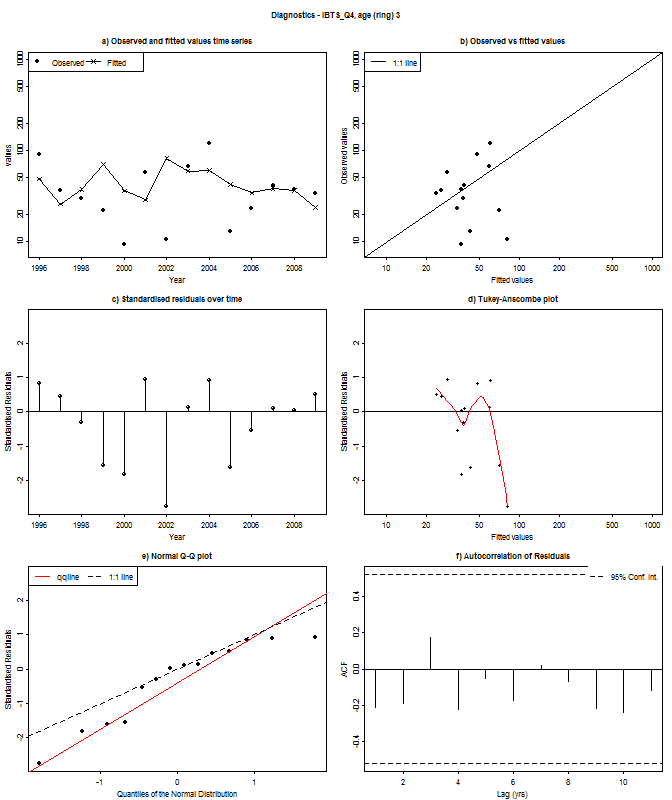 Diagnostics - IBTS_Q4, age (ring) 3
a) Observed and fitted values time series
Observed
Fitted
values
10 20 50 100 200 500 1000
1996 1998 2000 2002 2004 2006 2008
Year
b) Observed vs fitted values
1:1 line
Observed values
10 20 50 100 200 500 1000
10 20 50 100 200 500 1000
Fitted values
c) Standardised residuals over time
Standardised Residuals
-2 -1 0 1 2
1996 1998 2000 2002 2004 2006 2008
Year
d) Tukey-Anscombe plot
Standardised Residuals
-2 -1 0 1 2
10 20 50 100 200 500 1000
Fitted values
e) Normal Q-Q plot
qqline
1:1 line
Standardised Residuals
-2 -1 0 1 2
-1 0 1
Quantiles of the Normal Distribution
f) Autocorrelation of Residuals
95% Conf. Int.
ACF
-0.4 -0.2 0.0 0.2 0.4
2 4 6 8 10
Lag (yrs)